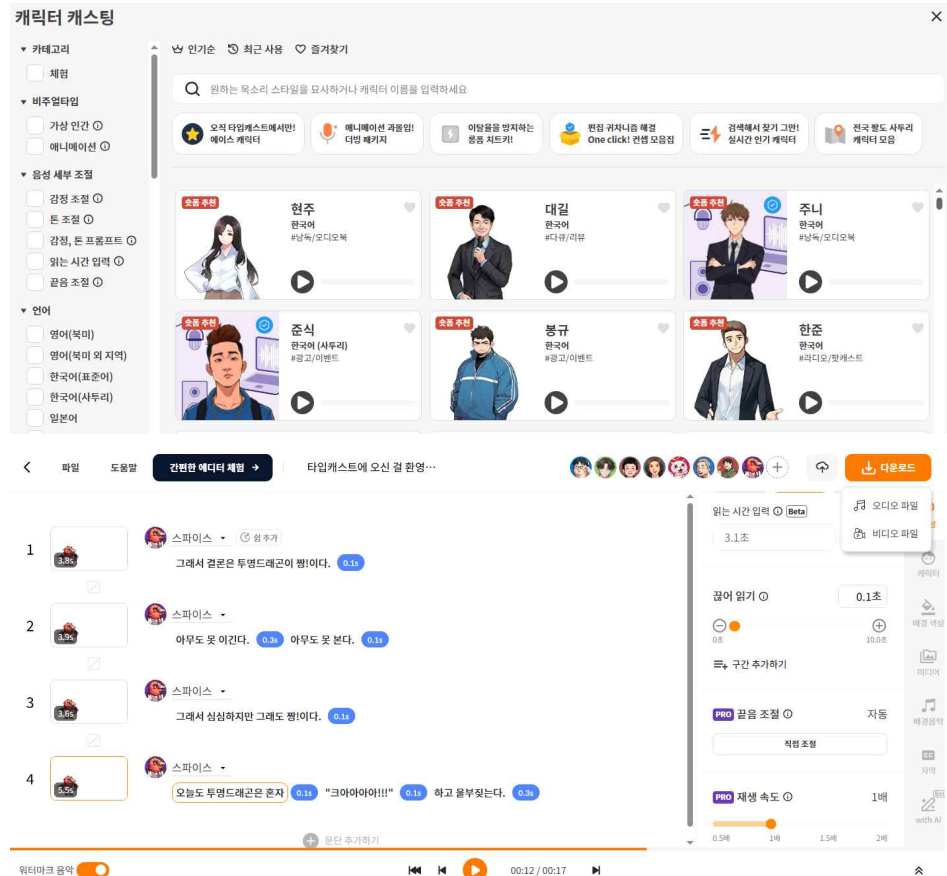 캐릭터 캐스팅
카테고리
체험
비주얼타입
가상 인간
애니메이션
음성 세부 조절
감정 조절
톤 조절
감정, 톤 프롬프트
읽는 시간 입력
끝음 조절
언어
영어(북미)
영어(북미 외 지역)
한국어(표준어)
한국어(사투리)
일본어
인기순 최근 사용 즐겨찾기
원하는 목소리 스타일을 묘사하거나 캐릭터 이름을 입력하세요
오직 타입캐스트에서만!
에이스 캐릭터
애니메이션 과몰입!
더빙 패키지
이탈율을 방지하는
롱폼 치트키!
편집 귀차니즘 해결
One click! 컨셉 모음집
검색해서 찾기 그만!
실시간 인기 캐릭터
전국 팔도 사투리
캐릭터 모음
숏폼 추천
현주
한국어
#낭독/오디오북
숏폼 추천
대길
한국어
#다큐/리뷰
숏폼 추천
주니
한국어
#낭독/오디오북
숏폼 추천
준식
한국어 (사투리)
#광고/이벤트
숏폼 추천
봉규
한국어
#광고/이벤트
숏폼 추천
한준
한국어
#라디오/팟캐스트
파일 도움말 간편한 에디터 체험 → 타입캐스트에 오신 걸 환영… 다운로드
오디오 파일
비디오 파일
1 3.8s
스파이스 쉼 추가
그래서 결론은 투명드래곤이 짱!이다. 0.1s
2 3.9s
스파이스
아무도 못 이긴다. 0.3s 아무도 못 본다. 0.1s
3 3.6s
스파이스
그래서 심심하지만 그래도 짱!이다. 0.1s
4 5.5s
스파이스
오늘도 투명드래곤은 혼자 0.1s "크아아아아!!!" 0.1s 하고 울부짖는다. 0.3s
문단 추가하기
읽는 시간 입력 Beta
3.1초
끊어 읽기 0.1초
0초 10.0초
구간 추가하기
PRO 끝음 조절 자동
직접 조절
PRO 재생 속도 1배
0.5배 1배 1.5배 2배
캐릭터
배경 색상
미디어
배경음악
CC
자막
with AI
워터마크 음악 00:12 / 00:17